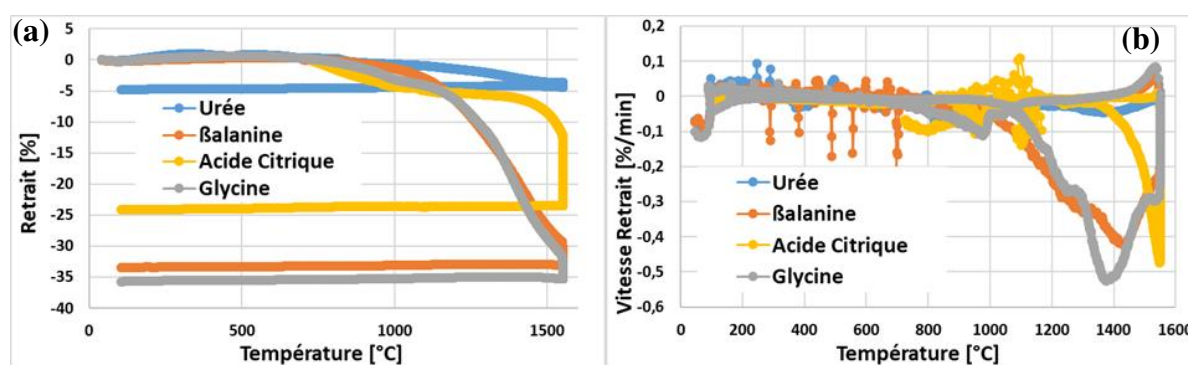 (a)
Retrait [%]
5
0
-5
-10
-15
-20
-25
-30
-35
-40
Urée
ßalanine
Acide Citrique
Glycine
0
500
1000
1500
Température [°C]
(b)
Vitesse Retrait [%/min]
0,2
0,1
0
-0,1
-0,2
-0,3
-0,4
-0,5
-0,6
Urée
ßalanine
Acide Citrique
Glycine
0 200 400 600 800 1000 1200 1400 1600
Température [°C]